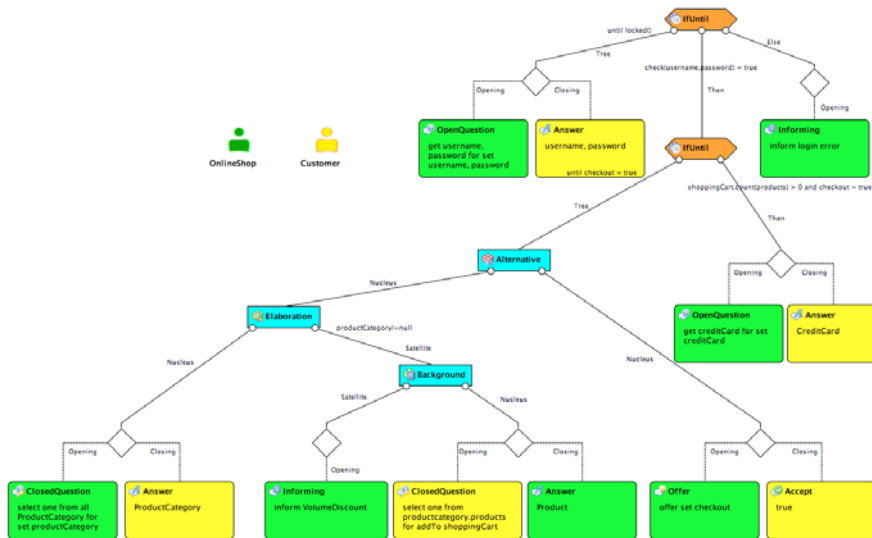 IfUntil
until locked()
Else
Tree
check(username,password) = true
Opening
Closing
Then
Opening
OpenQuestion
get username,
password for set
username, password
Answer
username, password
until checkout = true
Informing
inform login error
OnlineShop
Customer
IfUntil
shoppingCart.count(products) > 0 and checkout = true
Tree
Then
Alternative
Opening
Closing
Nucleus
Elaboration
productCategory!=null
OpenQuestion
get creditCard for set
creditCard
Answer
CreditCard
Satellite
Nucleus
Nucleus
Background
Satellite
Nucleus
Opening
Closing
Opening
Opening
Closing
Opening
Closing
ClosedQuestion
select one from all
ProductCategory for
set productCategory
Answer
ProductCategory
Informing
inform VolumeDiscount
ClosedQuestion
select one from
productcategory.products
for addTo shoppingCart
Answer
Product
Offer
offer set checkout
Accept
true